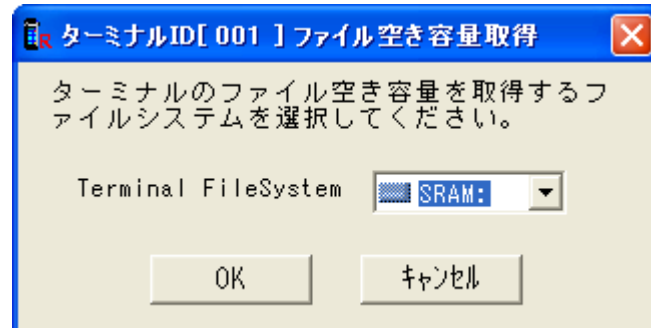 ターミナルID[ 001 ]ファイル空き容量取得
ターミナルのファイル空き容量を取得するフ
ァイルシステムを選択してください。
Terminal FileSystem SRAM:
OK ｷｬﾝｾﾙ